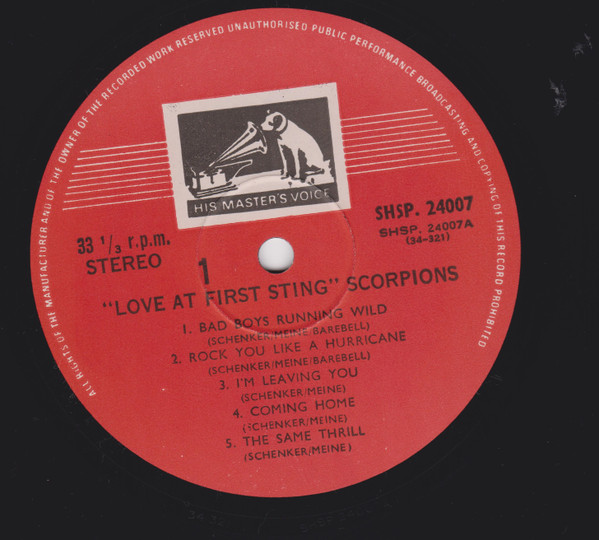 ALL RIGHTS OF THE MANUFACTURER AND OF THE OWNER OF THE RECORDED WORK RESERVED UNAUTHORISED PUBLIC PERFORMANCE BROADCASTING AND COPYING OF THIS RECORD PROHIBITED
HIS MASTER'S VOICE
SHSP. 24007
SHSP. 24007A
(34-321)
33 1/3 r.p.m.
STEREO
1
"LOVE AT FIRST STING" SCORPIONS
1. BAD BOYS RUNNING WILD
(SCHENKER/MEINE BAREBELL)
2. ROCK YOU LIKE A HURRICANE
(SCHENKER/MEINE/BAREBELL)
3. I'M LEAVING YOU
(SCHENKER/MEINE)
4. COMING HOME
(SCHENKER/MEINE)
5. THE SAME THRILL
(SCHENKER/MEINE)